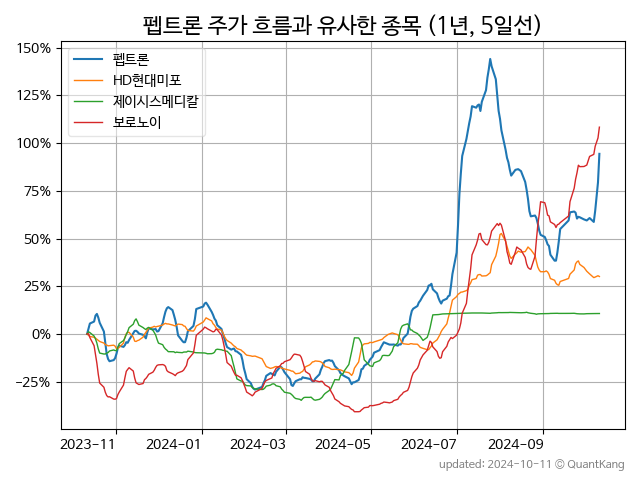 펩트론 주가 흐름과 유사한 종목 (1년, 5일선)
150%
125%
100%
75%
50%
25%
0%
−25%
펩트론
HD현대미포
제이시스메디칼
보로노이
2023-11
2024-01
2024-03
2024-05
2024-07
2024-09
updated: 2024-10-11 © QuantKang